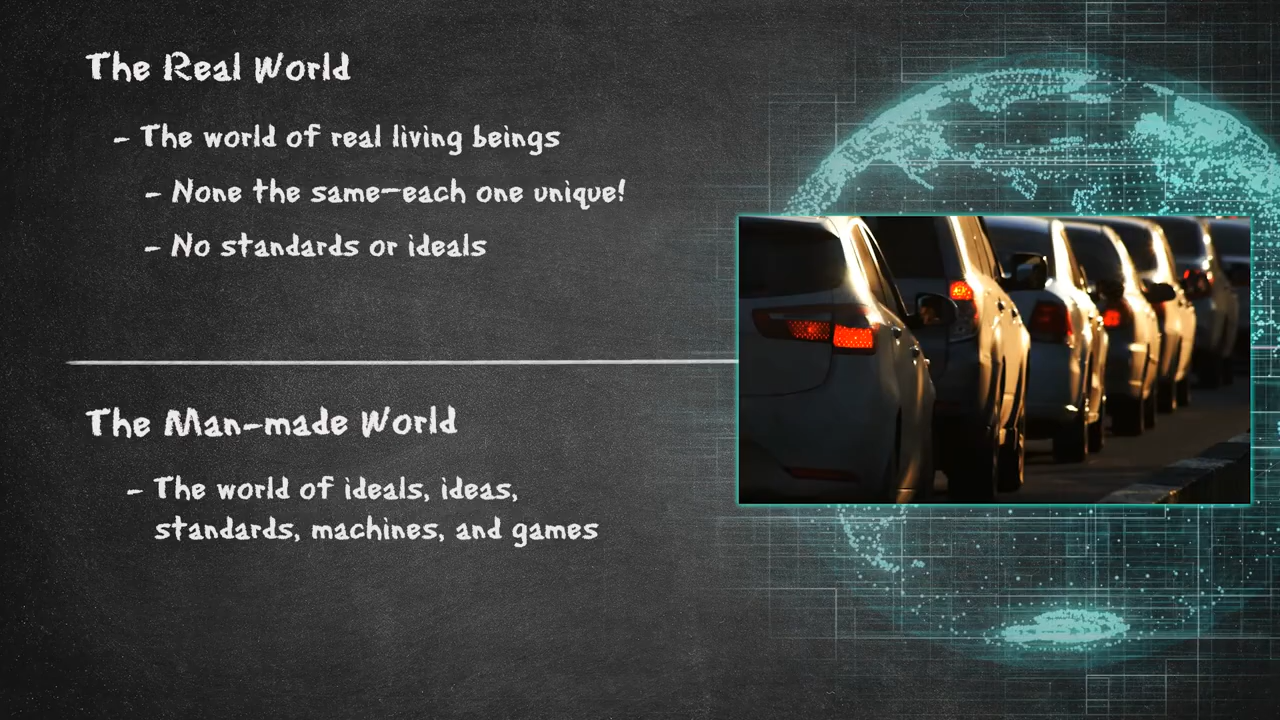 The Real World
- The world of real living beings
- None the same—each one unique!
- No standards or ideals
The Man-made World
- The world of ideals, ideas,
standards, machines, and games